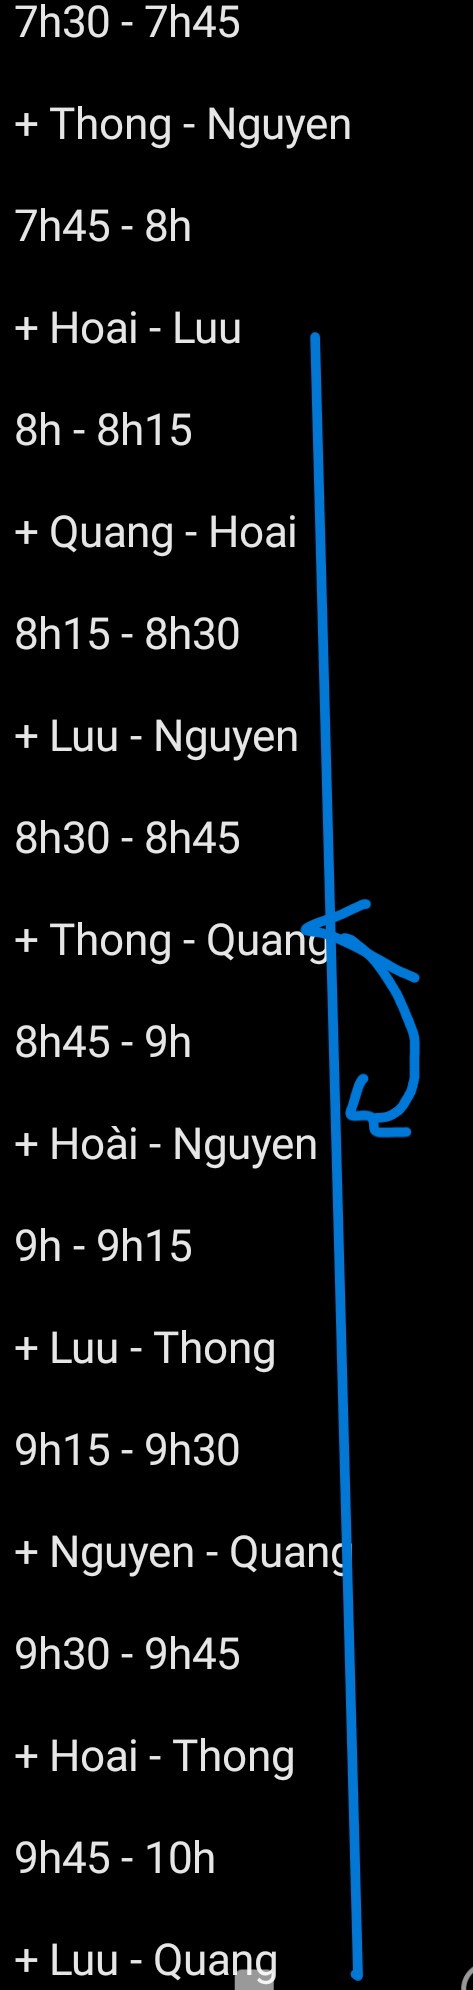 7h30 - 7h45
+ Thong - Nguyen
7h45 - 8h
+ Hoai - Luu
8h - 8h15
+ Quang - Hoai
8h15 - 8h30
+ Luu - Nguyen
8h30 - 8h45
+ Thong - Quang
8h45 - 9h
+ Hoài - Nguyen
9h - 9h15
+ Luu - Thong
9h15 - 9h30
+ Nguyen - Quang
9h30 - 9h45
+ Hoai - Thong
9h45 - 10h
+ Luu - Quang